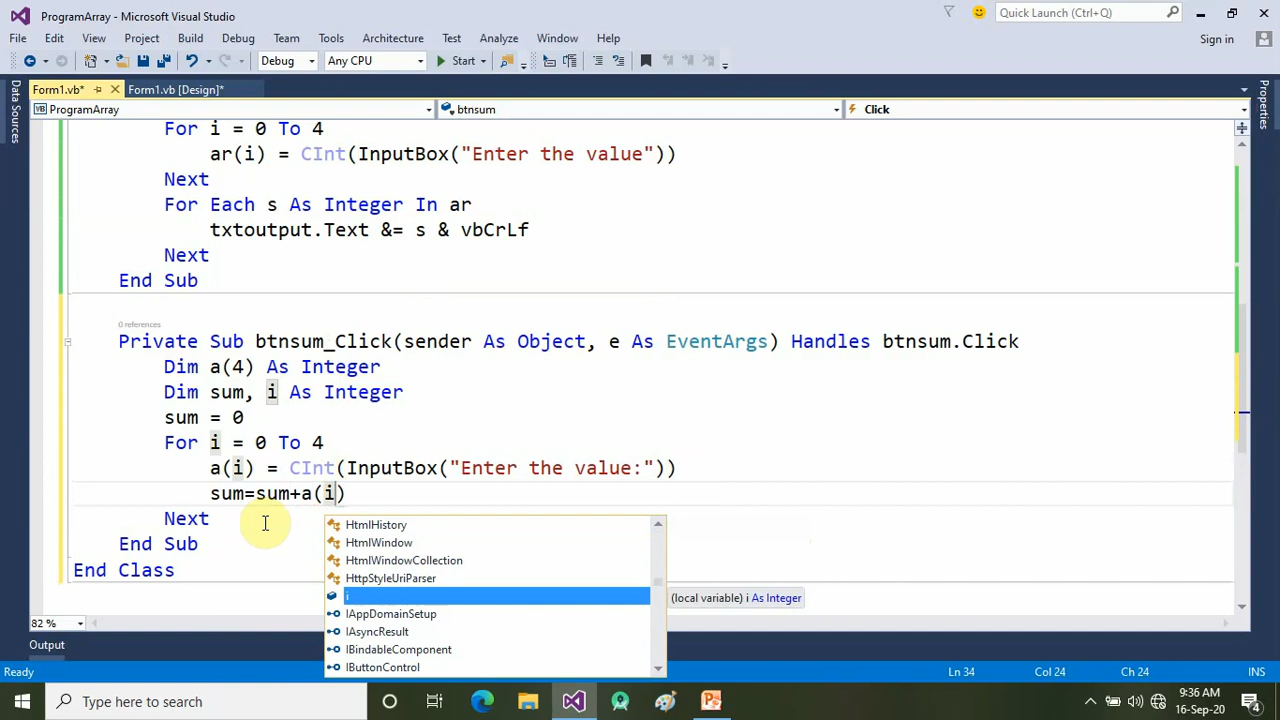 ProgramArray - Microsoft Visual Studio
Quick Launch (Ctrl+Q)
File Edit View Project Build Debug Team Tools Architecture Test Analyze Window Help
Sign in
Debug Any CPU Start
Form1.vb* Form1.vb [Design]*
ProgramArray btnsum Click
Data Sources
Properties
For i = 0 To 4
ar(i) = CInt(InputBox("Enter the value"))
Next
For Each s As Integer In ar
txtoutput.Text &= s & vbCrLf
Next
End Sub
0 references
Private Sub btnsum_Click(sender As Object, e As EventArgs) Handles btnsum.Click
Dim a(4) As Integer
Dim sum, i As Integer
sum = 0
For i = 0 To 4
a(i) = CInt(InputBox("Enter the value:"))
sum=sum+a(i)
Next
End Sub
End Class
HtmlHistory
HtmlWindow
HtmlWindowCollection
HttpStyleUriParser
i
(local variable) i As Integer
IAppDomainSetup
IAsyncResult
IBindableComponent
IButtonControl
82 %
Output
Ready Ln 34 Col 24 Ch 24 INS
Type here to search
9:36 AM
16-Sep-20
4